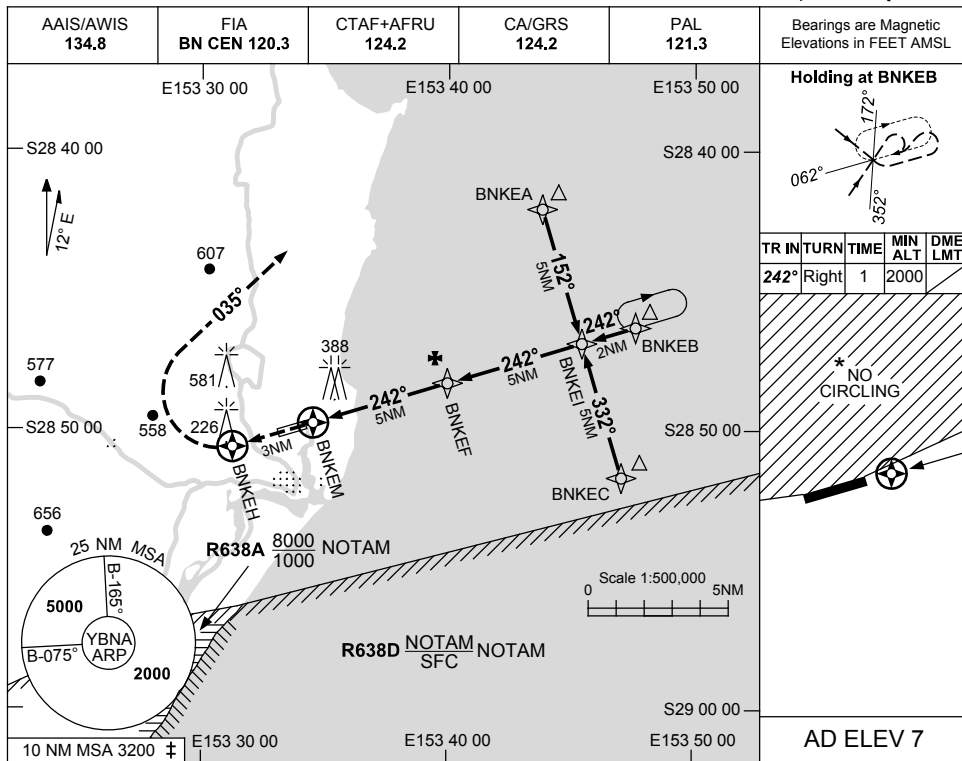 AAIS/AWIS
134.8
FIA
BN CEN 120.3
CTAF+AFRU
124.2
CA/GRS
124.2
PAL
121.3
Bearings are Magnetic
Elevations in FEET AMSL
E153 30 00
E153 40 00
E153 50 00
S28 40 00
S28 40 00
12° E
Holding at BNKEB
172°
062°
352°
TR IN
TURN
TIME
MIN ALT
DME LMT
242°
Right
1
2000
* NO
CIRCLING
BNKEA
152°
5NM
607
035°
242°
2NM
BNKEB
BNKEI
242°
5NM
332°
5NM
BNKEC
BNKEF
242°
5NM
388
581
577
558
226
S28 50 00
S28 50 00
3NM
BNKEM
BNKEH
656
25 NM MSA
B-165°
5000
YBNA
ARP
B-075°
2000
R638A 8000/1000 NOTAM
Scale 1:500,000
0
5NM
R638D NOTAM/SFC NOTAM
S29 00 00
10 NM MSA 3200 ‡
E153 30 00
E153 40 00
E153 50 00
AD ELEV 7